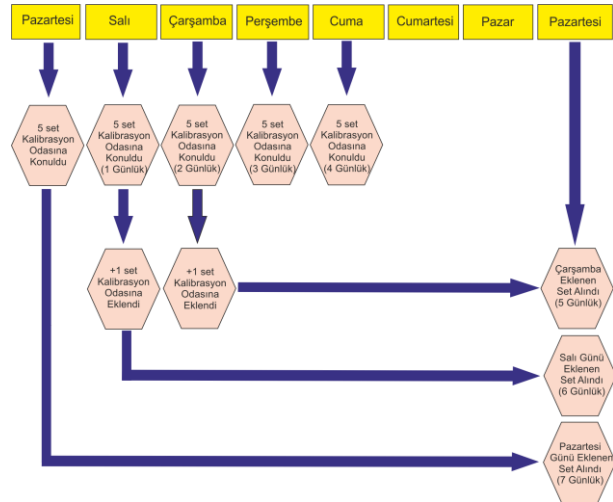 Pazartesi
Salı
Çarşamba
Perşembe
Cuma
Cumartesi
Pazar
Pazartesi
5 set
Kalibrasyon
Odasına
Konuldu
5 set
Kalibrasyon
Odasına
Konuldu
(1 Günlük)
5 set
Kalibrasyon
Odasına
Konuldu
(2 Günlük)
5 set
Kalibrasyon
Odasına
Konuldu
(3 Günlük)
5 set
Kalibrasyon
Odasına
Konuldu
(4 Günlük)
+1 set
Kalibrasyon
Odasına
Eklendi
+1 set
Kalibrasyon
Odasına
Eklendi
Çarşamba
Eklenen
Set Alındı
(5 Günlük)
Salı Günü
Eklenen
Set Alındı
(6 Günlük)
Pazartesi
Günü Eklenen
Set Alındı
(7 Günlük)